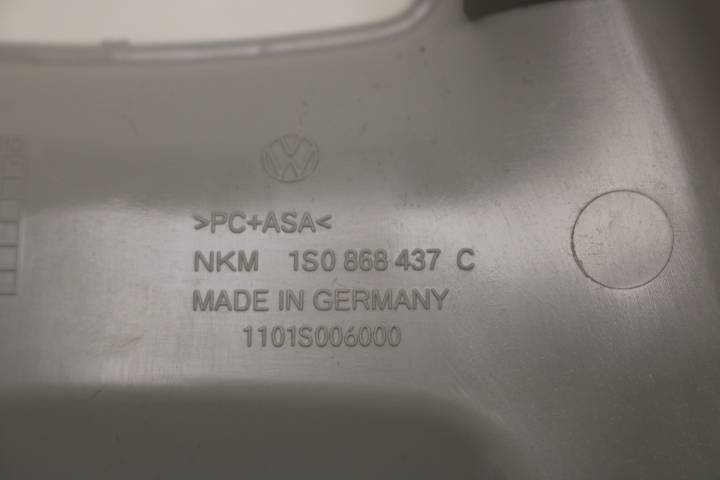 >PC+ASA<
NKM 1S0 868 437 C
MADE IN GERMANY
1101S006000